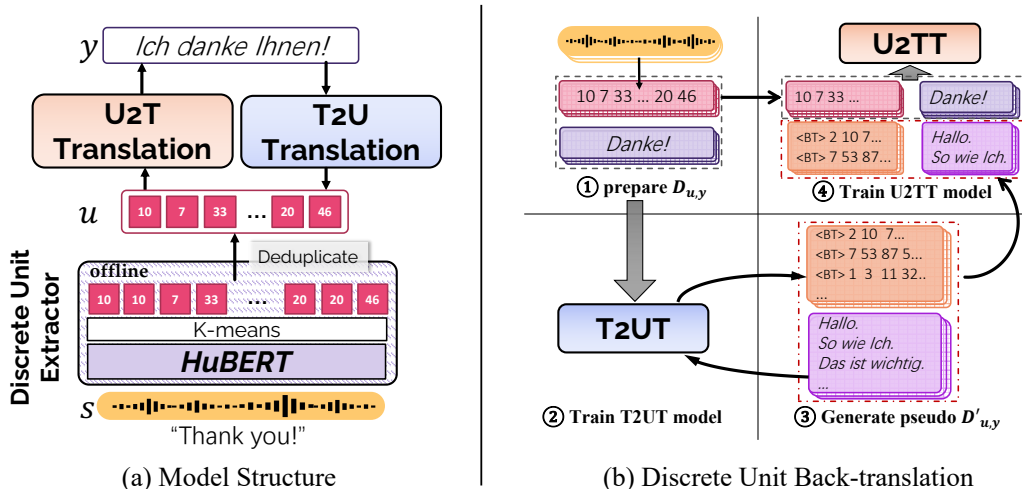 y Ich danke Ihnen!
U2T
Translation
T2U
Translation
u 10 7 33 ... 20 46
Deduplicate
offline
10 10 7 33 ... 20 20 46
K-means
HuBERT
Discrete Unit
Extractor
s
“Thank you!”
(a) Model Structure
10 7 33 ... 20 46
Danke!
① prepare D_{u,y}
U2TT
10 7 33 ...
Danke!
<BT> 2 10 7...
<BT> 7 53 87...
Hallo.
So wie Ich.
④ Train U2TT model
T2UT
② Train T2UT model
<BT> 2 10 7...
<BT> 7 53 87 5...
<BT> 1 3 11 32..
...
Hallo.
So wie Ich.
Das ist wichtig.
...
③ Generate pseudo D'_{u,y}
(b) Discrete Unit Back-translation